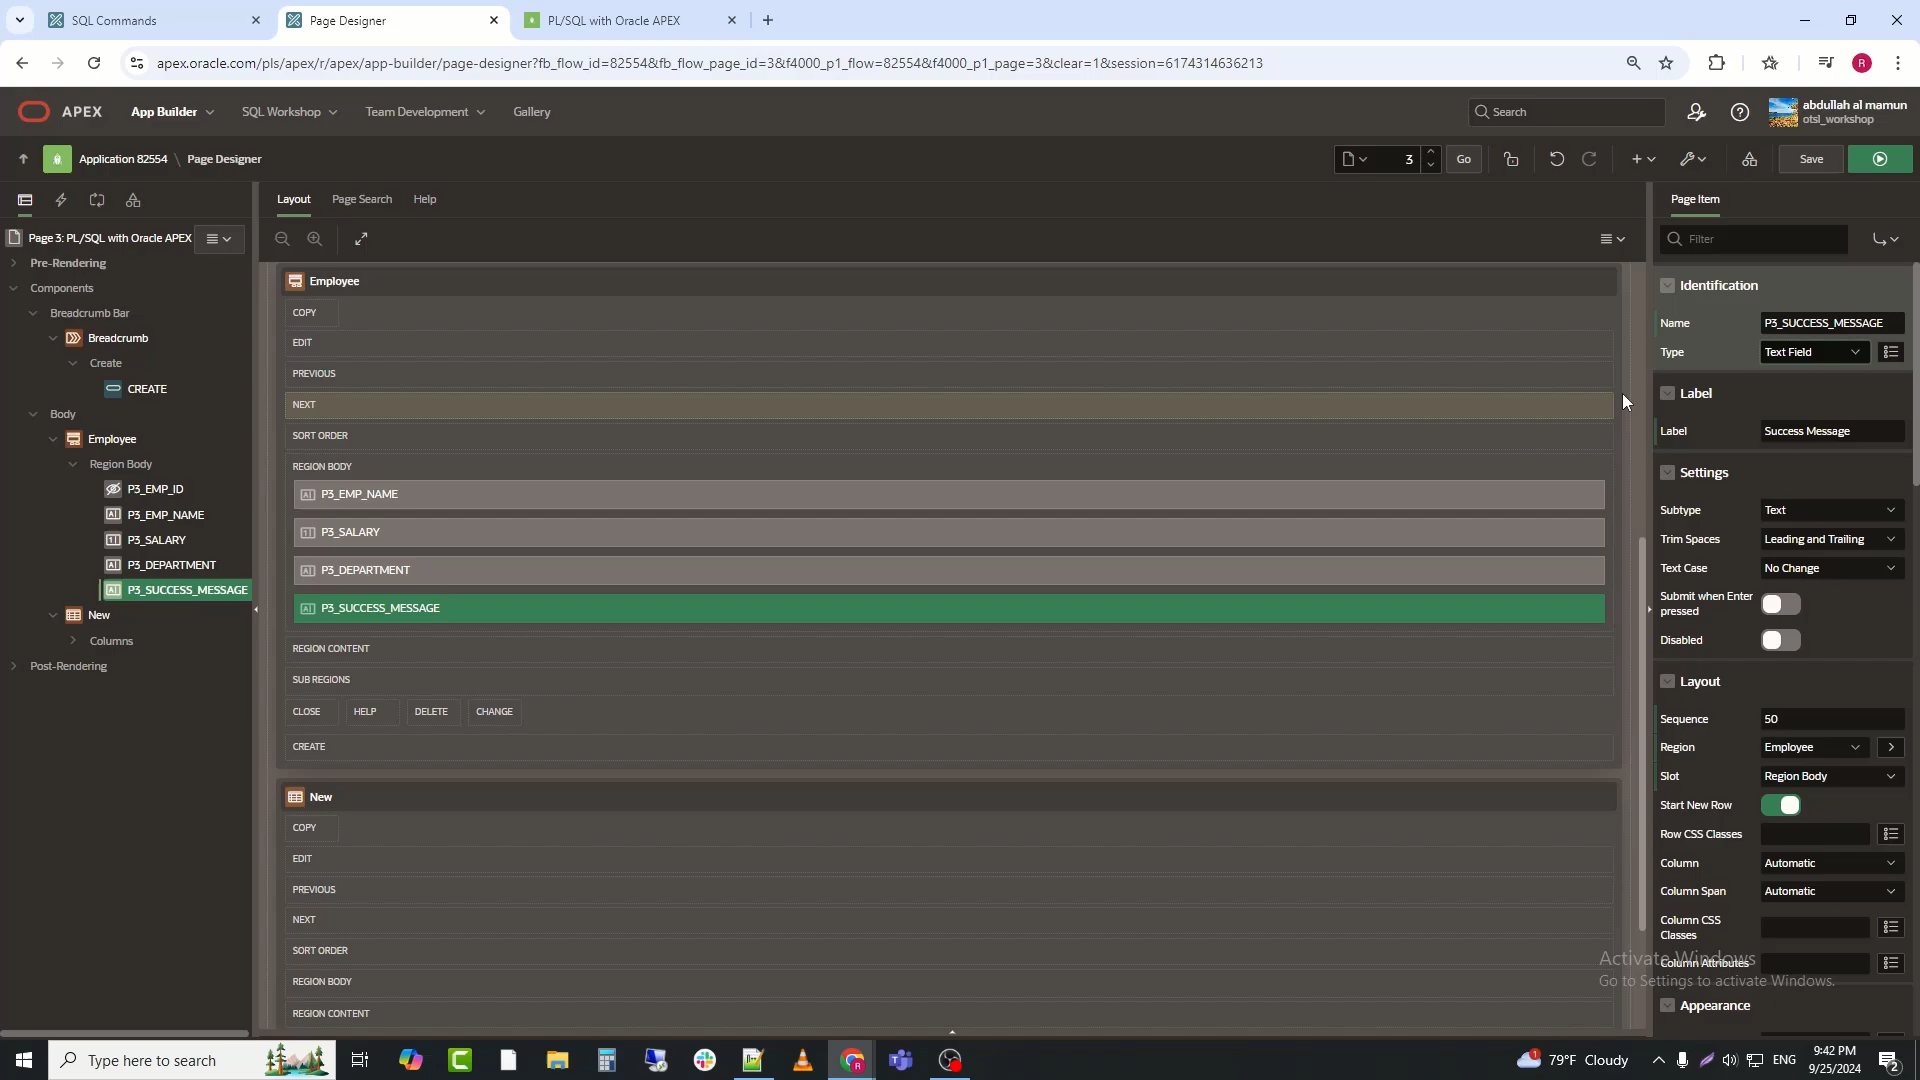 SQL Commands
Page Designer
PL/SQL with Oracle APEX
apex.oracle.com/pls/apex/r/apex/app-builder/page-designer?fb_flow_id=82554&fb_flow_page_id=3&f4000_p1_flow=82554&f4000_p1_page=3&clear=1&session=6174314636213
R
APEX
App Builder
SQL Workshop
Team Development
Gallery
Search
abdullah al mamun
otsl_workshop
Application 82554 \ Page Designer
3
Go
Save
Layout
Page Search
Help
Page Item
Page 3: PL/SQL with Oracle APEX
Filter
Pre-Rendering
Components
Breadcrumb Bar
Breadcrumb
Create
CREATE
Body
Employee
Region Body
P3_EMP_ID
P3_EMP_NAME
P3_SALARY
P3_DEPARTMENT
P3_SUCCESS_MESSAGE
New
Columns
Post-Rendering
Employee
COPY
EDIT
PREVIOUS
NEXT
SORT ORDER
REGION BODY
P3_EMP_NAME
P3_SALARY
P3_DEPARTMENT
P3_SUCCESS_MESSAGE
REGION CONTENT
SUB REGIONS
CLOSE
HELP
DELETE
CHANGE
CREATE
New
COPY
EDIT
PREVIOUS
NEXT
SORT ORDER
REGION BODY
REGION CONTENT
Identification
Name P3_SUCCESS_MESSAGE
Type Text Field
Label
Label Success Message
Settings
Subtype Text
Trim Spaces Leading and Trailing
Text Case No Change
Submit when Enter
pressed
Disabled
Layout
Sequence 50
Region Employee
Slot Region Body
Start New Row
Row CSS Classes
Column Automatic
Column Span Automatic
Column CSS
Classes
Column Attributes
Appearance
Activate Windows
Go to Settings to activate Windows.
Type here to search
1
79°F Cloudy
ENG
9:42 PM
9/25/2024
2